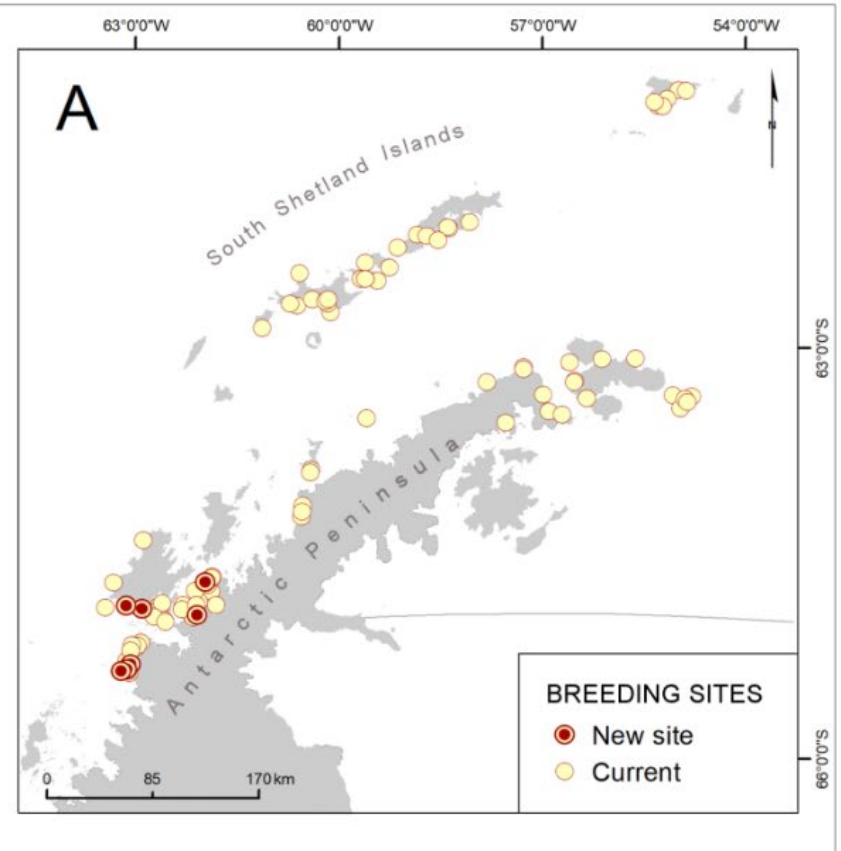 63°0'0"W 60°0'0"W 57°0'0"W 54°0'0"W
A
N
South Shetland Islands
63°0'0"S
Antarctic Peninsula
BREEDING SITES
New site
Current
66°0'0"S
0 85 170 km